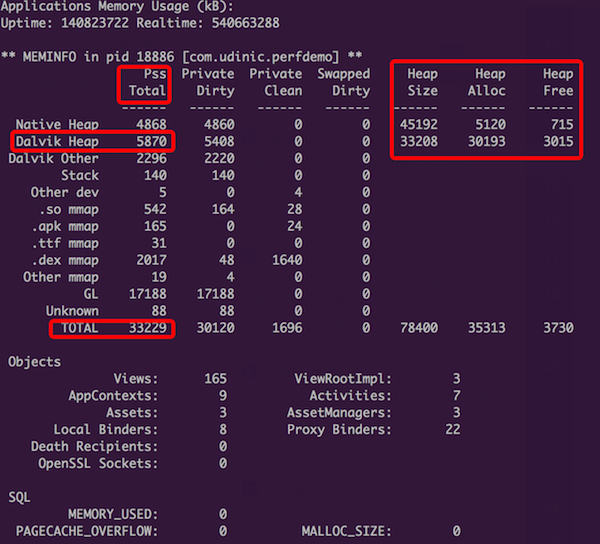 Applications Memory Usage (kB):
Uptime: 140823722 Realtime: 540663288
** MEMINFO in pid 18886 [com.udinic.perfdemo] **
Pss Private Private Swapped Heap Heap Heap
Total Dirty Clean Dirty Size Alloc Free
------ ------ ------ ------ ------ ------ ------
Native Heap 4868 4860 0 0 45192 5120 715
Dalvik Heap 5870 5408 0 0 33208 30193 3015
Dalvik Other 2296 2220 0 0
Stack 140 140 0 0
Other dev 5 0 4 0
.so mmap 542 164 28 0
.apk mmap 165 0 24 0
.ttf mmap 31 0 0 0
.dex mmap 2017 48 1640 0
Other mmap 19 4 0 0
GL 17188 17188 0 0
Unknown 88 88 0 0
TOTAL 33229 30120 1696 0 78400 35313 3730
Objects
Views: 165 ViewRootImpl: 3
AppContexts: 9 Activities: 7
Assets: 3 AssetManagers: 3
Local Binders: 8 Proxy Binders: 22
Death Recipients: 0
OpenSSL Sockets: 0
SQL
MEMORY_USED: 0
PAGECACHE_OVERFLOW: 0 MALLOC_SIZE: 0